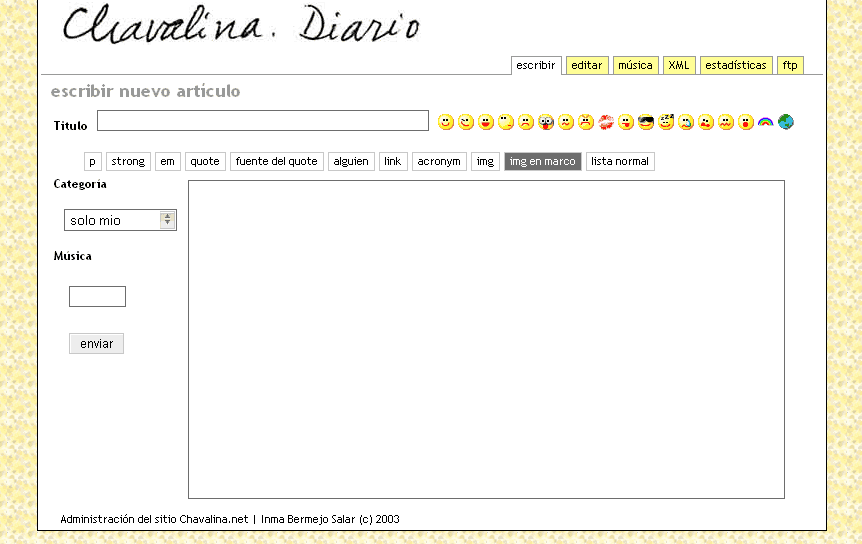 Chavalina. Diario
escribir editar música XML estadísticas ftp
escribir nuevo artículo
Título
p strong em quote fuente del quote alguien link acronym img img en marco lista normal
Categoría
solo mio
Música
enviar
Administración del sitio Chavalina.net | Inma Bermejo Salar (c) 2003